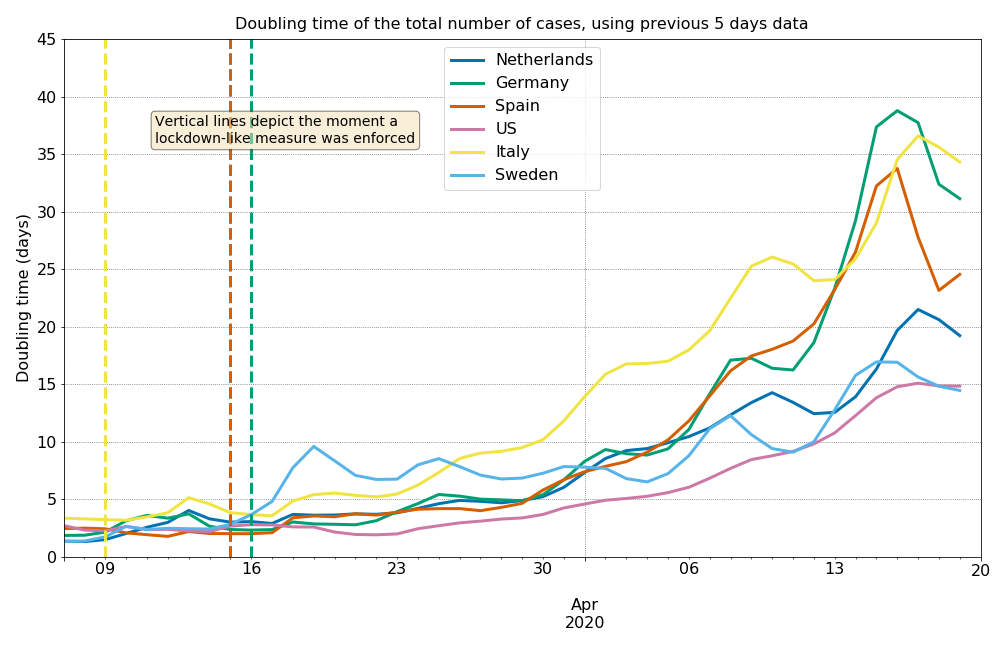 Doubling time of the total number of cases, using previous 5 days data
Doubling time (days)
45
40
35
30
25
20
15
10
5
0
Vertical lines depict the moment a
lockdown-like measure was enforced
Netherlands
Germany
Spain
US
Italy
Sweden
09 16 23 30 06 13 20
Apr
2020